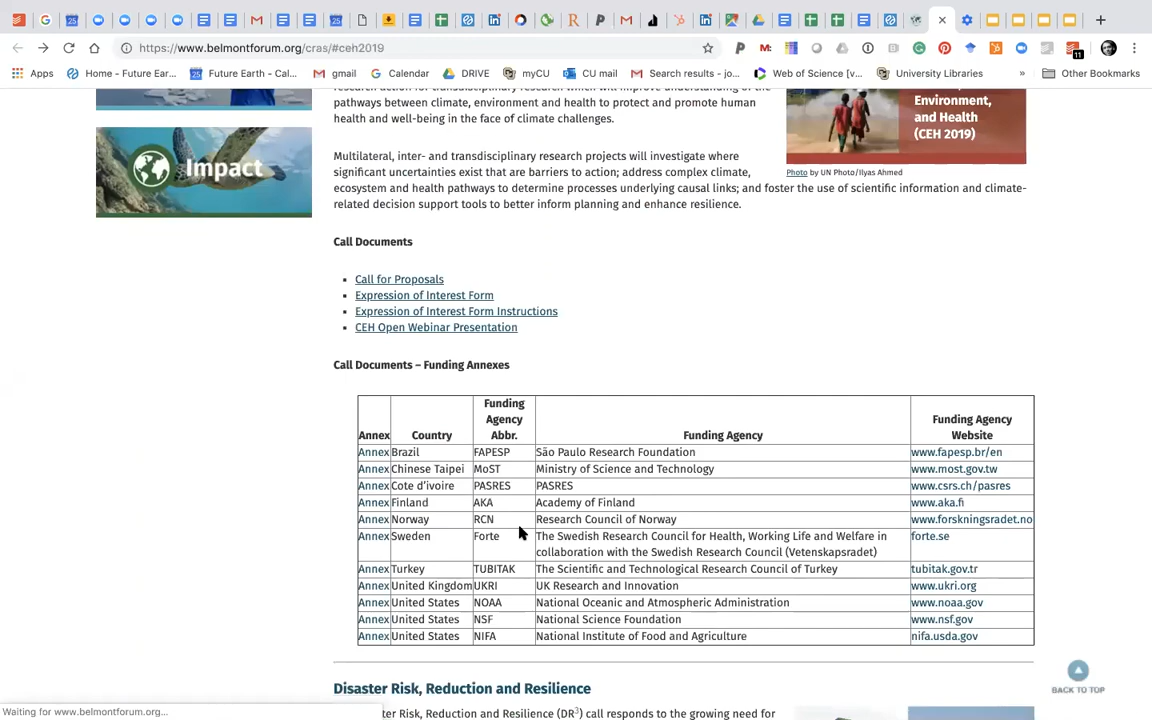 https://www.belmontforum.org/cras/#ceh2019
11
Apps
Home - Future Ear...
Future Earth - Cal...
gmail
Calendar
DRIVE
myCU
CU mail
Search results - jo...
Web of Science [v...
University Libraries
»
Other Bookmarks
pathways between climate, environment and health to protect and promote human
health and well-being in the face of climate challenges.
Environment,
and Health
(CEH 2019)
Impact
Photo by UN Photo/Ilyas Ahmed
Multilateral, inter- and transdisciplinary research projects will investigate where
significant uncertainties exist that are barriers to action; address complex climate,
ecosystem and health pathways to determine processes underlying causal links; and foster the use of scientific information and climate-
related decision support tools to better inform planning and enhance resilience.
Call Documents
Call for Proposals
Expression of Interest Form
Expression of Interest Form Instructions
CEH Open Webinar Presentation
Call Documents – Funding Annexes
Annex Country Funding Agency Abbr. Funding Agency Funding Agency Website
Annex Brazil FAPESP São Paulo Research Foundation www.fapesp.br/en
Annex Chinese Taipei MoST Ministry of Science and Technology www.most.gov.tw
Annex Cote d'ivoire PASRES PASRES www.csrs.ch/pasres
Annex Finland AKA Academy of Finland www.aka.fi
Annex Norway RCN Research Council of Norway www.forskningsradet.no
Annex Sweden Forte The Swedish Research Council for Health, Working Life and Welfare in forte.se
collaboration with the Swedish Research Council (Vetenskapsradet)
Annex Turkey TUBITAK The Scientific and Technological Research Council of Turkey tubitak.gov.tr
Annex United Kingdom UKRI UK Research and Innovation www.ukri.org
Annex United States NOAA National Oceanic and Atmospheric Administration www.noaa.gov
Annex United States NSF National Science Foundation www.nsf.gov
Annex United States NIFA National Institute of Food and Agriculture nifa.usda.gov
Disaster Risk, Reduction and Resilience
BACK TO TOP
ter Risk, Reduction and Resilience (DR3) call responds to the growing need for
Waiting for www.belmontforum.org...